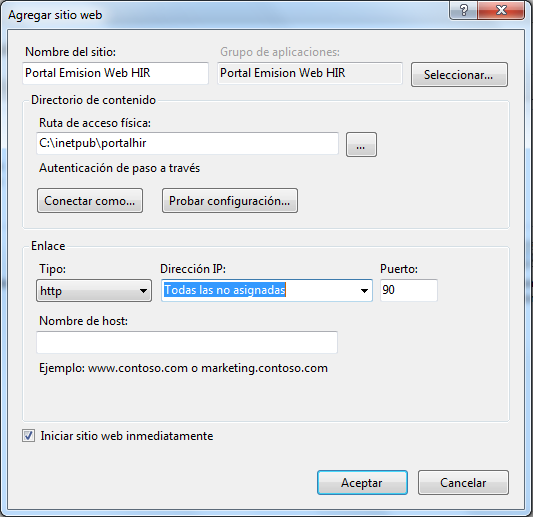 Agregar sitio web
Nombre del sitio: Grupo de aplicaciones:
Portal Emision Web HIR Portal Emision Web HIR Seleccionar...
Directorio de contenido
Ruta de acceso física:
C:\inetpub\portalhir ...
Autenticación de paso a través
Conectar como... Probar configuración...
Enlace
Tipo: Dirección IP: Puerto:
http Todas las no asignadas 90
Nombre de host:
Ejemplo: www.contoso.com o marketing.contoso.com
Iniciar sitio web inmediatamente
Aceptar Cancelar